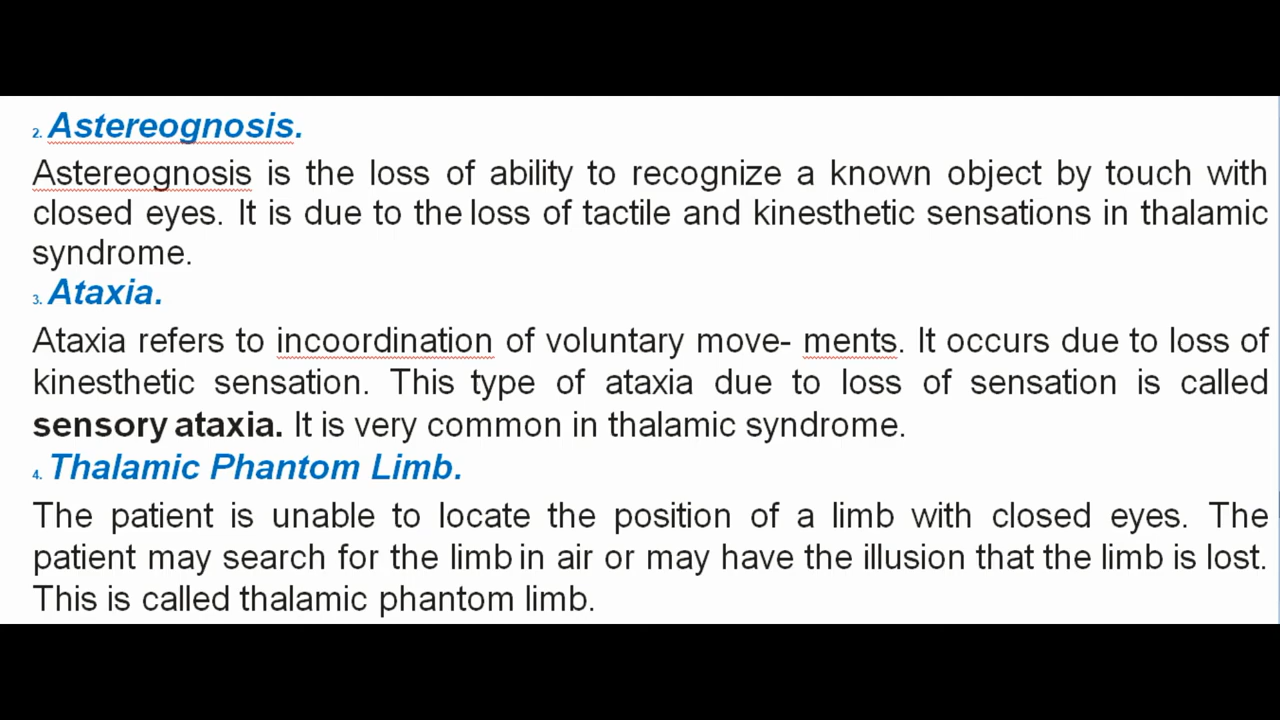 2. Astereognosis.
Astereognosis is the loss of ability to recognize a known object by touch with
closed eyes. It is due to the loss of tactile and kinesthetic sensations in thalamic
syndrome.
3. Ataxia.
Ataxia refers to incoordination of voluntary move- ments. It occurs due to loss of
kinesthetic sensation. This type of ataxia due to loss of sensation is called
sensory ataxia. It is very common in thalamic syndrome.
4. Thalamic Phantom Limb.
The patient is unable to locate the position of a limb with closed eyes. The
patient may search for the limb in air or may have the illusion that the limb is lost.
This is called thalamic phantom limb.